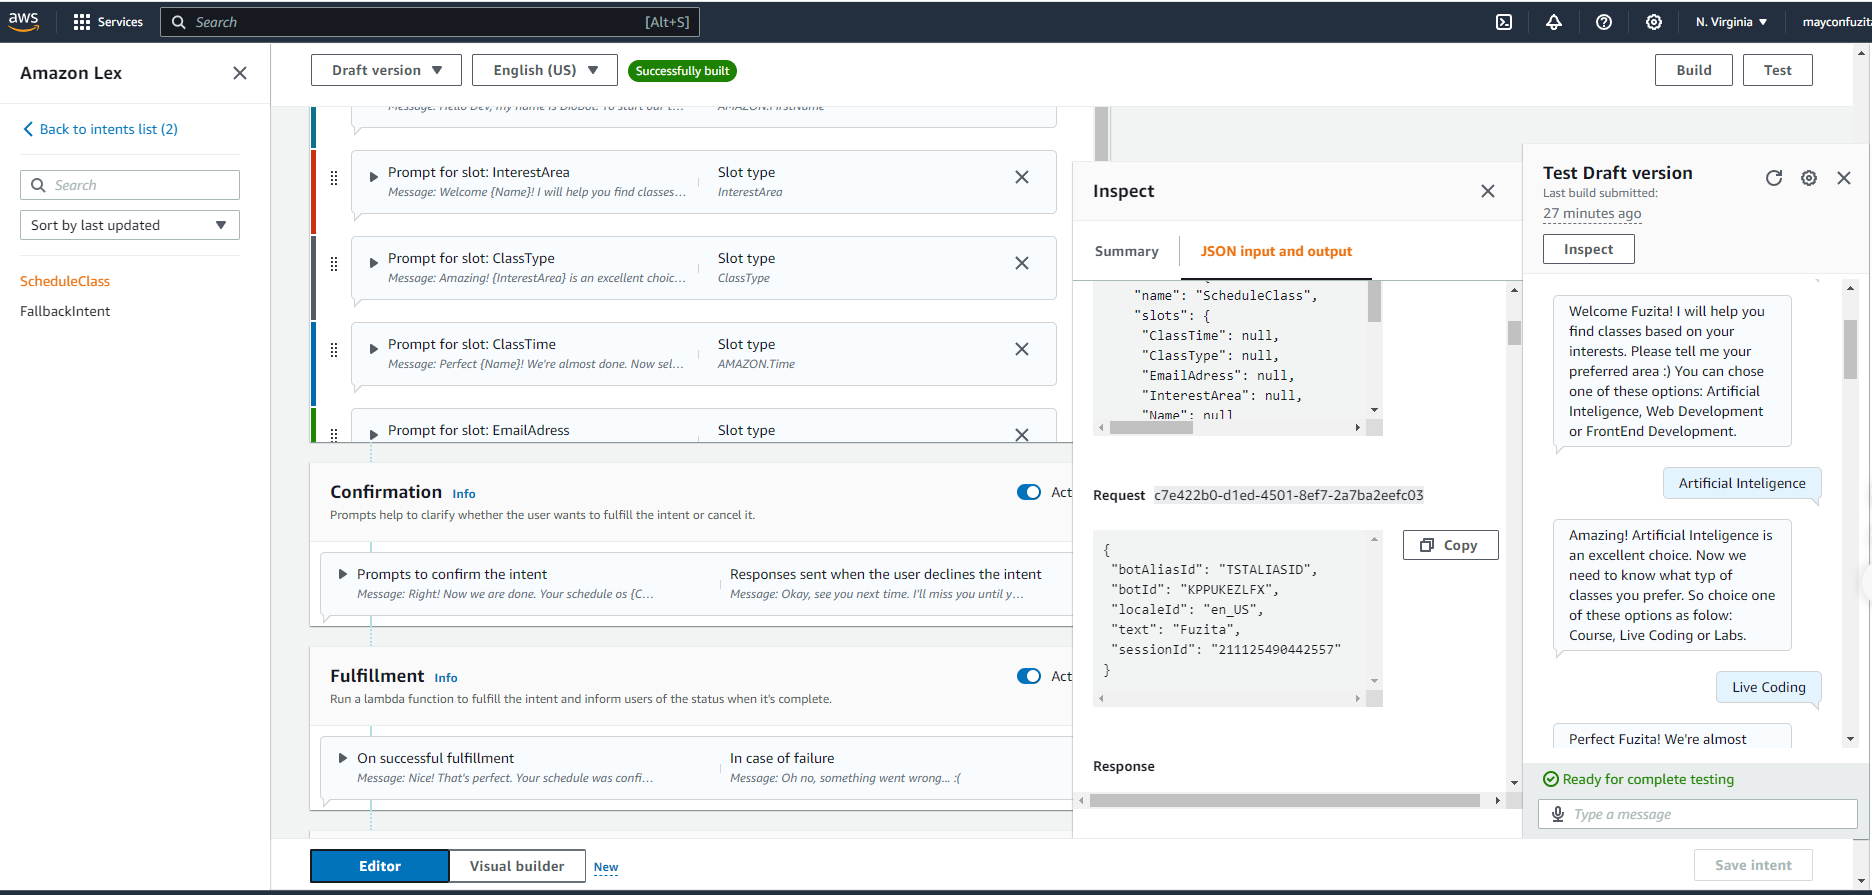 aws
Services
Search
[Alt+S]
N. Virginia
mayconfuzita
Amazon Lex
Back to intents list (2)
Search
Sort by last updated
ScheduleClass
FallbackIntent
Draft version
English (US)
Successfully built
Build
Test
Message: Hello Dev, my name is DioBot. To start our t...
AMAZON.FirstName
Prompt for slot: InterestArea
Slot type
Message: Welcome {Name}! I will help you find classes...
InterestArea
Prompt for slot: ClassType
Slot type
Message: Amazing! {InterestArea} is an excellent choic...
ClassType
Prompt for slot: ClassTime
Slot type
Message: Perfect {Name}! We're almost done. Now sel...
AMAZON.Time
Prompt for slot: EmailAdress
Slot type
Confirmation Info
Act
Prompts help to clarify whether the user wants to fulfill the intent or cancel it.
Prompts to confirm the intent
Responses sent when the user declines the intent
Message: Right! Now we are done. Your schedule as {C...
Message: Okay, see you next time. I'll miss you until y...
Fulfillment Info
Act
Run a lambda function to fulfill the intent and inform users of the status when it's complete.
On successful fulfillment
In case of failure
Message: Nice! That's perfect. Your schedule was confi...
Message: Oh no, something went wrong... :(
Editor
Visual builder
New
Save intent
Inspect
Summary
JSON input and output
"name": "ScheduleClass",
"slots": {
"ClassTime": null,
"ClassType": null,
"EmailAdress": null,
"InterestArea": null,
"Name": null
Request c7e422b0-d1ed-4501-8ef7-2a7ba2eefc03
Copy
{
"botAliasId": "TSTALIASID",
"botId": "KPPUKEZLFX",
"localeId": "en_US",
"text": "Fuzita",
"sessionId": "211125490442557"
}
Response
Test Draft version
Last build submitted:
27 minutes ago
Inspect
Welcome Fuzita! I will help you
find classes based on your
interests. Please tell me your
preferred area :) You can chose
one of these options: Artificial
Inteligence, Web Development
or FrontEnd Development.
Artificial Inteligence
Amazing! Artificial Inteligence is
an excellent choice. Now we
need to know what typ of
classes you prefer. So choice one
of these options as folow:
Course, Live Coding or Labs.
Live Coding
Perfect Fuzita! We're almost
Ready for complete testing
Type a message